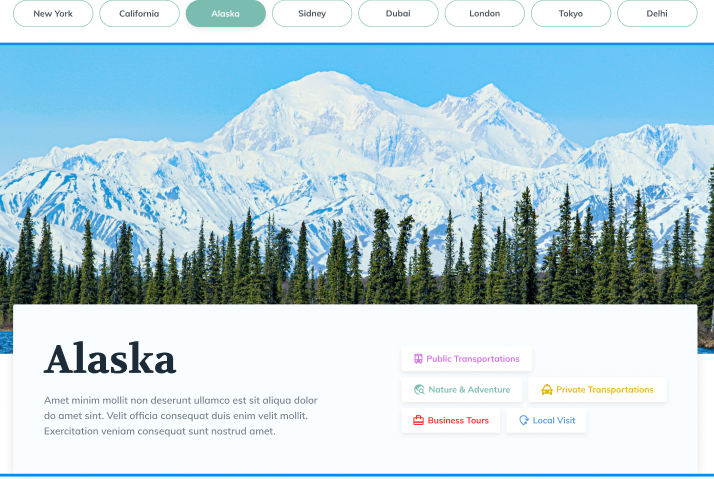 New York
California
Alaska
Sidney
Dubai
London
Tokyo
Delhi
Alaska
Amet minim mollit non deserunt ullamco est sit aliqua dolor
do amet sint. Velit officia consequat duis enim velit mollit.
Exercitation veniam consequat sunt nostrud amet.
Public Transportations
Nature & Adventure
Private Transportations
Business Tours
Local Visit